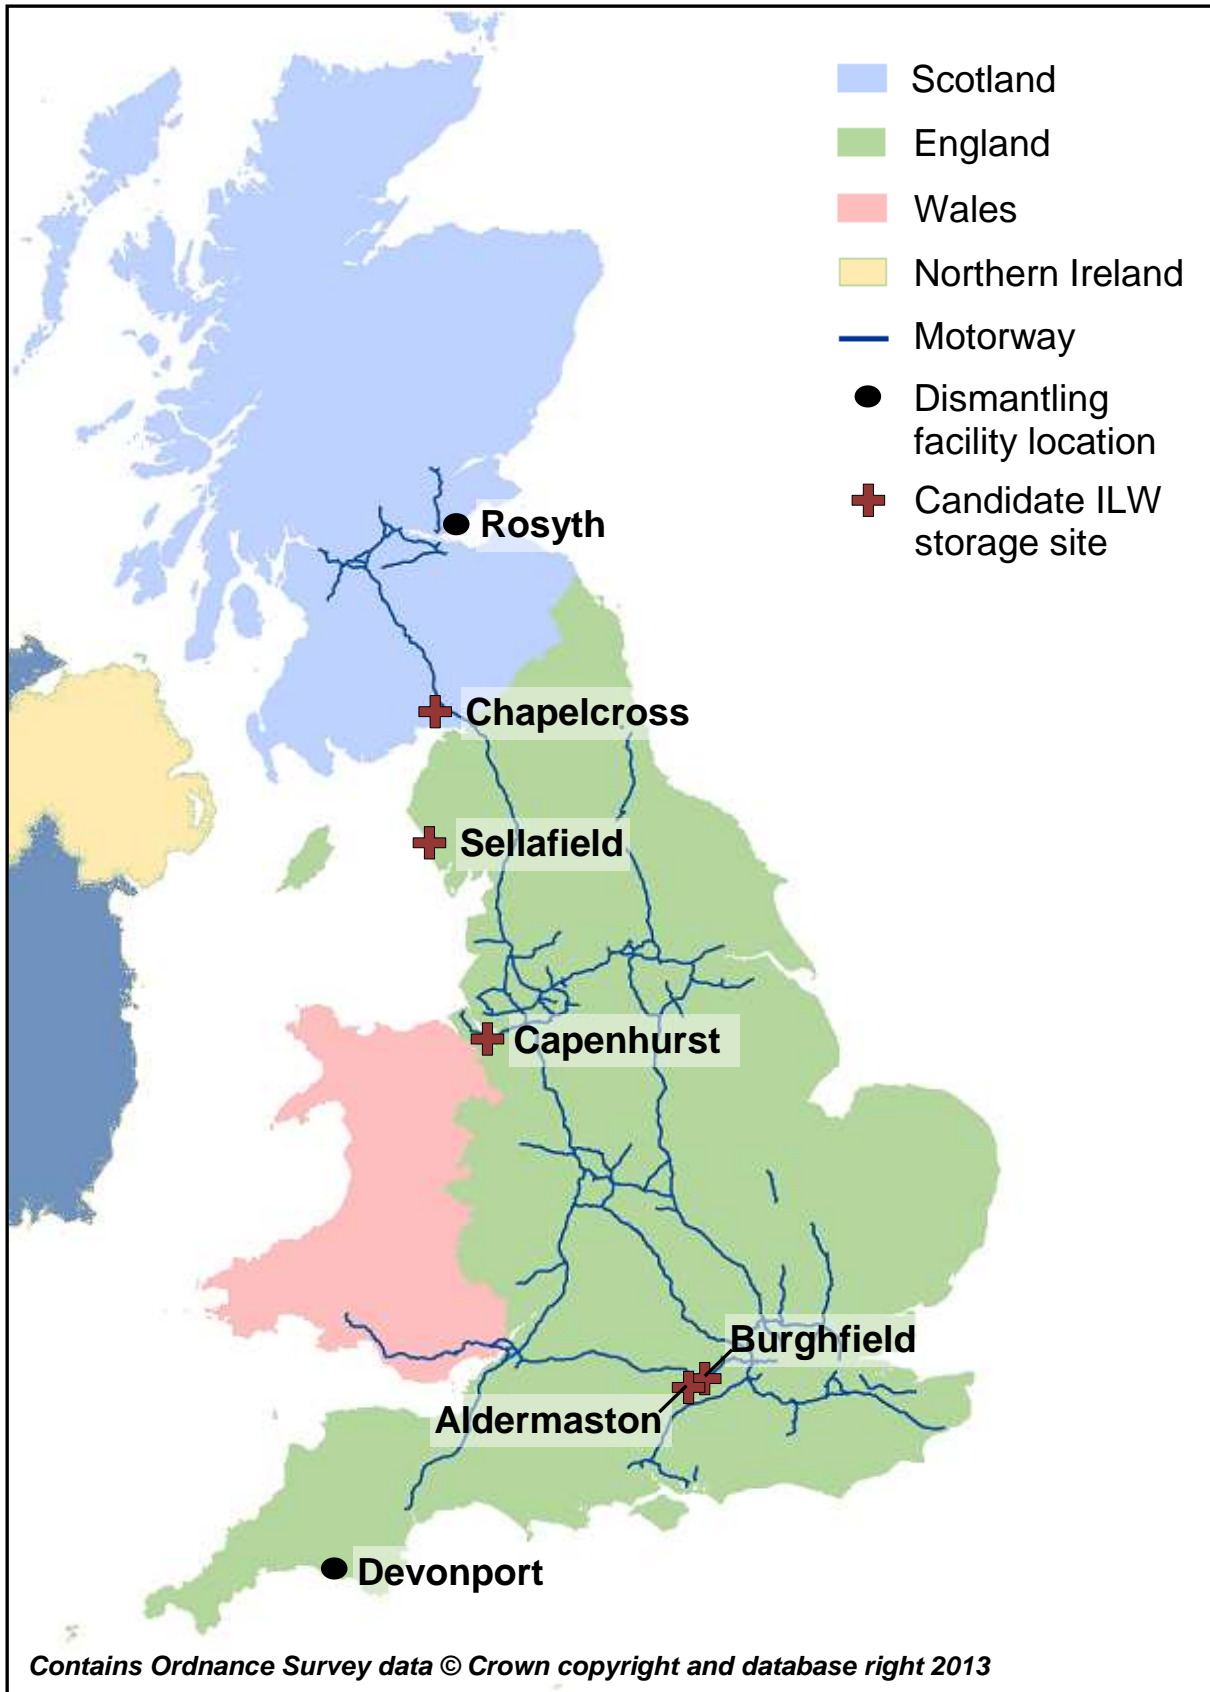 Scotland
England
Wales
Northern Ireland
Motorway
Dismantling
facility location
Candidate ILW
storage site
Rosyth
Chapelcross
Sellafield
Capenhurst
Burghfield
Aldermaston
Devonport
Contains Ordnance Survey data © Crown copyright and database right 2013